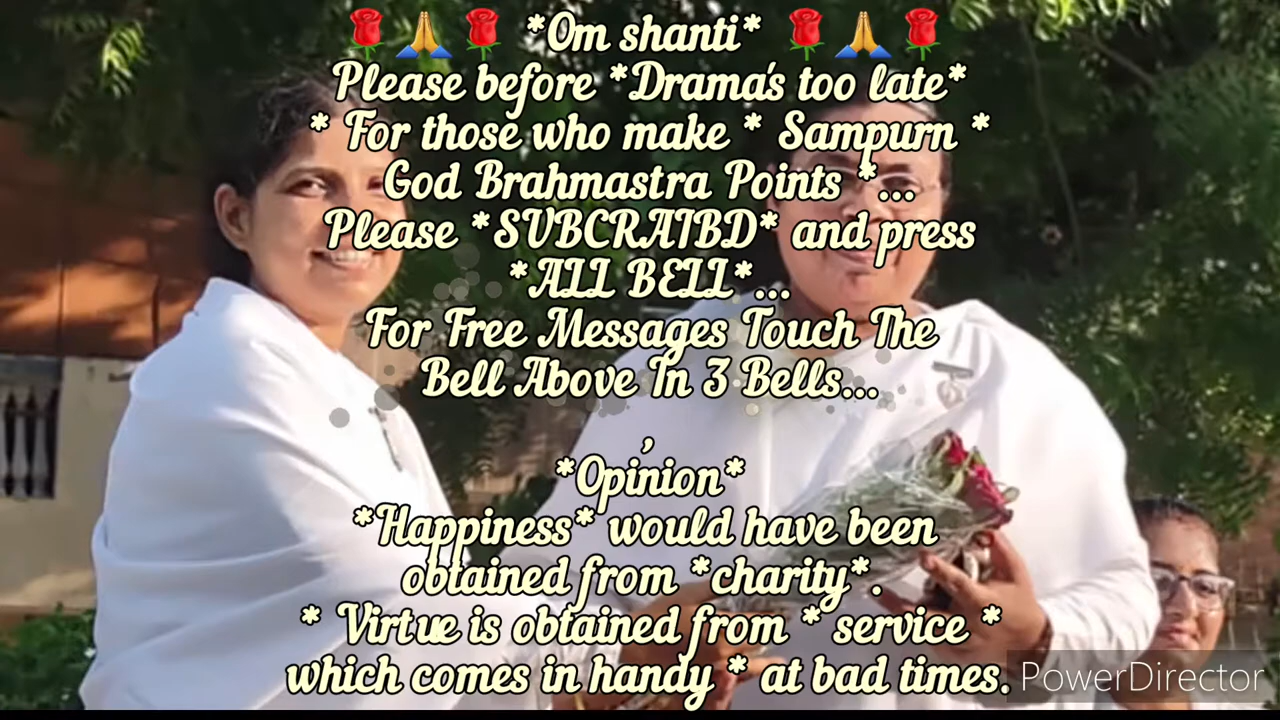 🌹🙏🌹 *Om shanti* 🌹🙏🌹
Please before *Drama's too late*
* For those who make * Sampurn *
God Brahmastra Points *...
Please *SUBCRAIBD* and press
*ALL BELL* ...
For Free Messages Touch The
Bell Above In 3 Bells...
,
*Opinion*
*Happiness* would have been
obtained from *charity*.
* Virtue is obtained from * service *
which comes in handy * at bad times.
PowerDirector